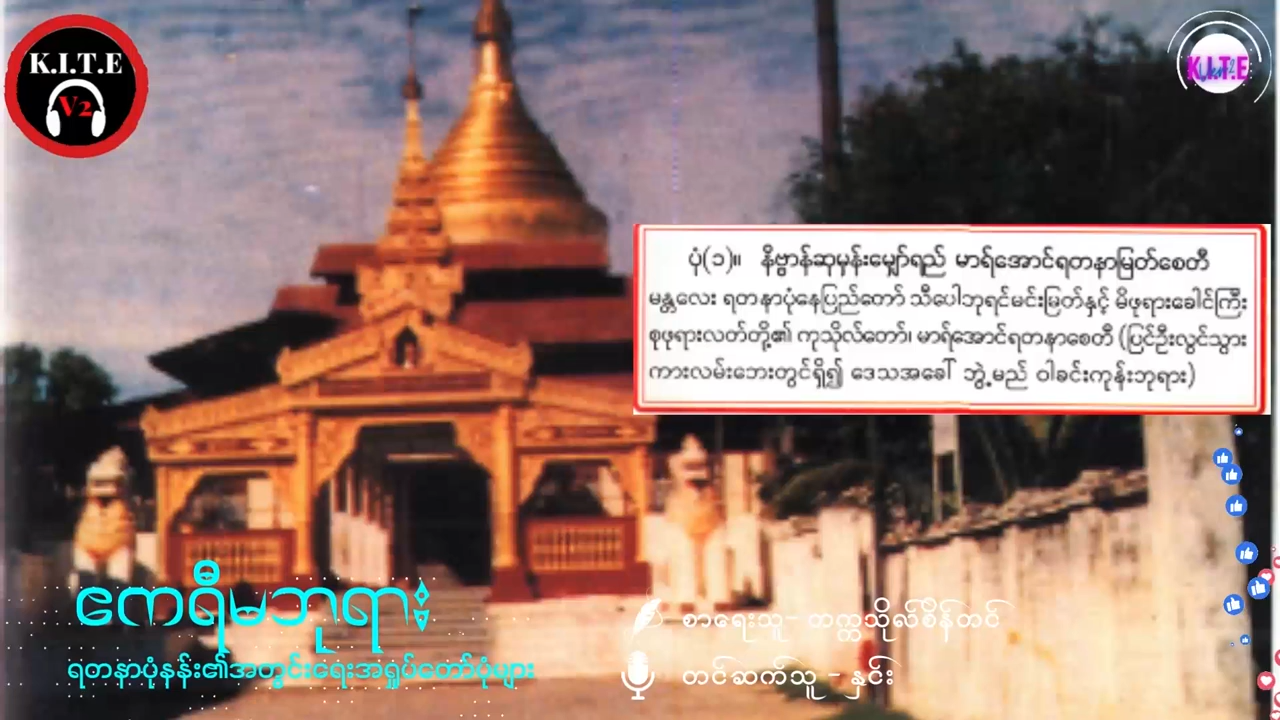 K.I.T.E
V2
K.I.T.E
ပုံ(၁)။ နိဗ္ဗာန်ဆုမှန်းမျှော်ရည် မာရ်အောင်ရတနာမြတ်စေတီ
မန္တလေး ရတနာပုံနေပြည်တော် သီပေါဘုရင်မင်းမြတ်နှင့် မိဖုရားခေါင်ကြီး
စုဖုရားလတ်တို့၏ ကုသိုလ်တော်၊ မာရ်အောင်ရတနာစေတီ (ပြင်ဦးလွင်သွား
ကားလမ်းဘေးတွင်ရှိ၍ ဒေသအခေါ် ဘွဲ့မည် ဝါခင်းကုန်းဘုရား)
ဧကရီမဘုရား
ရတနာပုံနန်း၏အတွင်းရေးအရှုပ်တော်ပုံများ
စာရေးသူ - တက္ကသိုလ်စိန်တင်
တင်ဆက်သူ - နှင်း